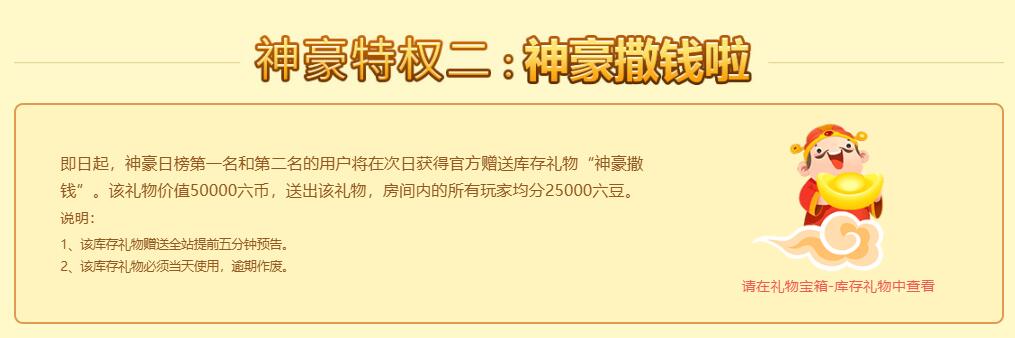 神豪特权二：神豪撒钱啦
即日起，神豪日榜第一名和第二名的用户将在次日获得官方赠送库存礼物“神豪撒
钱”。该礼物价值50000六币，送出该礼物，房间内的所有玩家均分25000六豆。
说明：
1、该库存礼物赠送全站提前五分钟预告。
2、该库存礼物必须当天使用，逾期作废。
请在礼物宝箱-库存礼物中查看